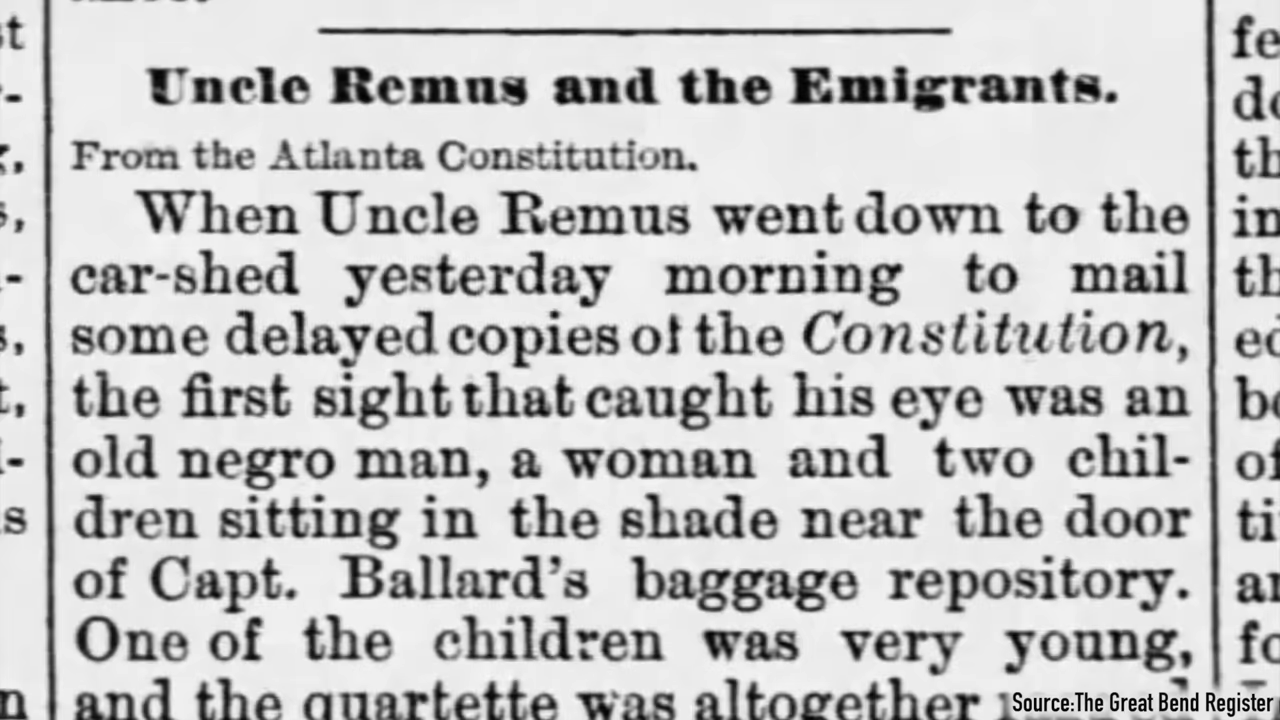 Uncle Remus and the Emigrants.
From the Atlanta Constitution.
When Uncle Remus went down to the
car-shed yesterday morning to mail
some delayed copies of the Constitution,
the first sight that caught his eye was an
old negro man, a woman and two chil-
dren sitting in the shade near the door
of Capt. Ballard's baggage repository.
One of the children was very young,
and the quartette was altogether
Source:The Great Bend Register